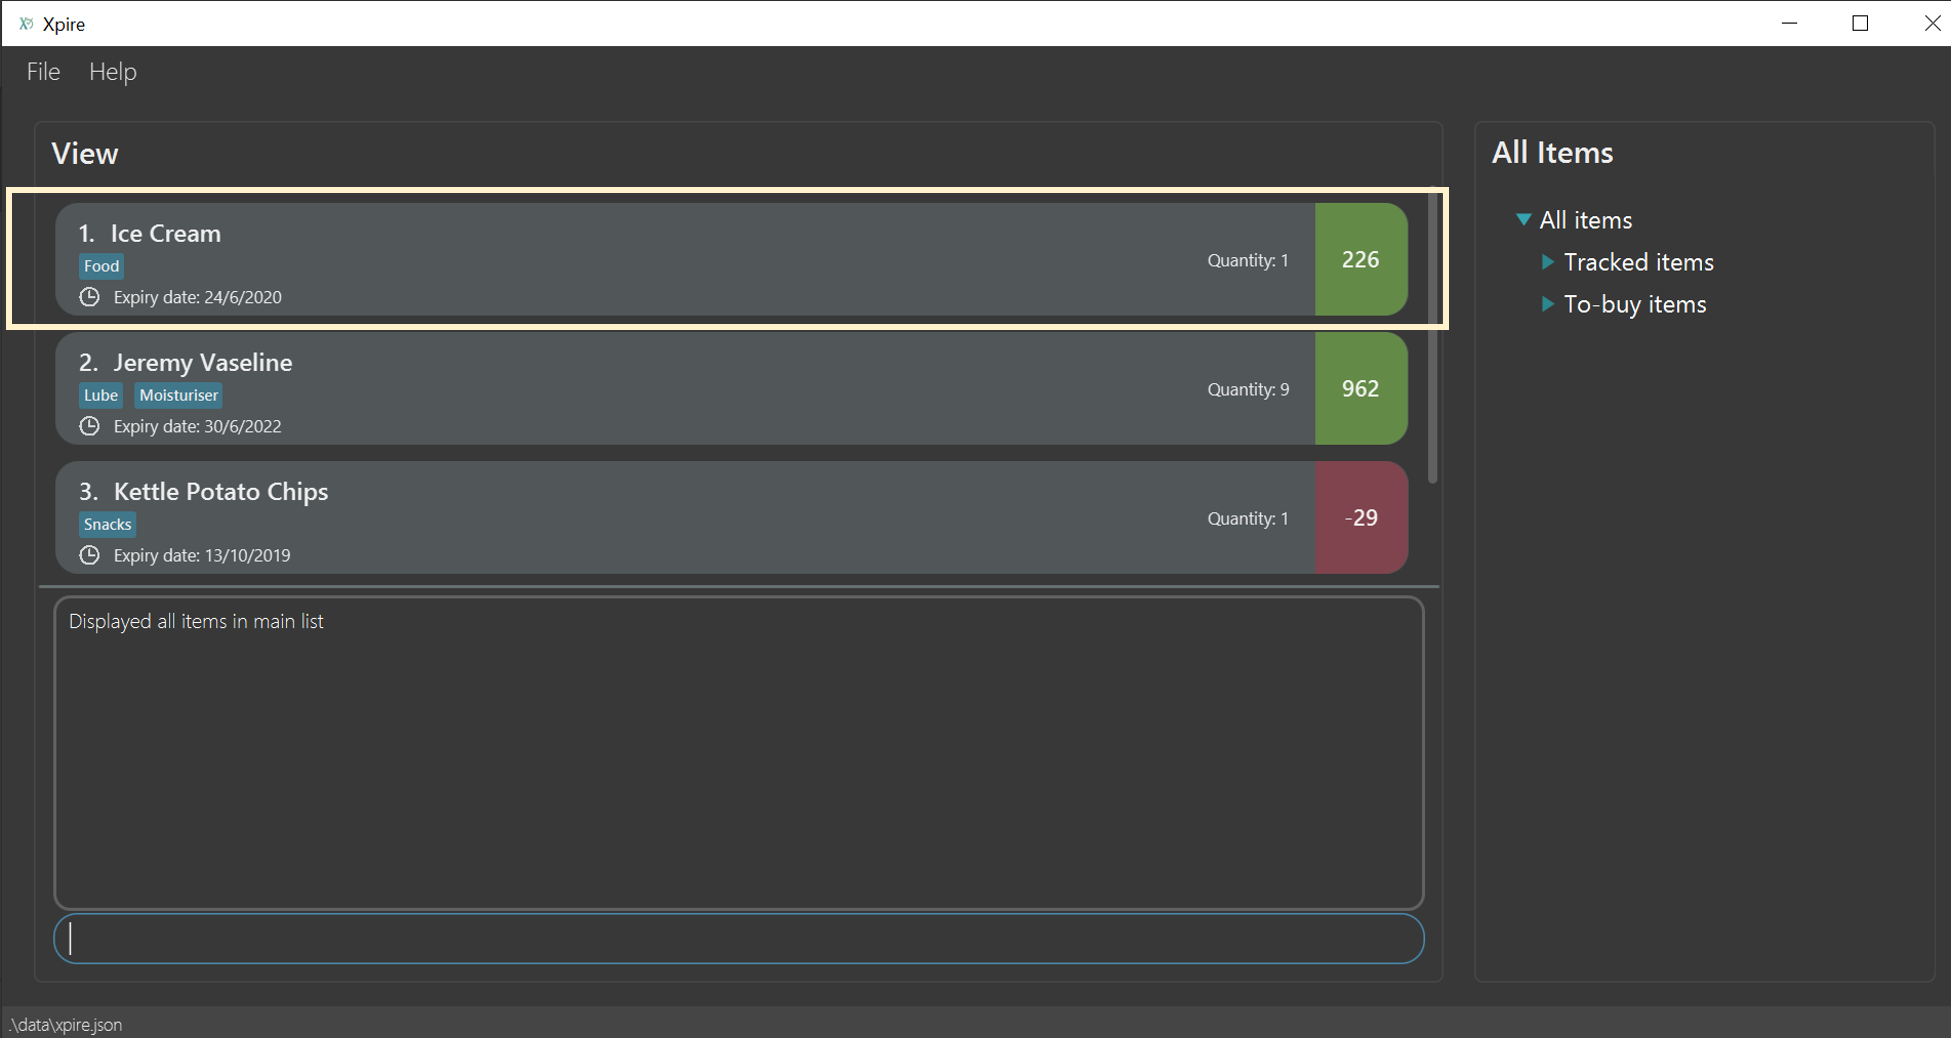 Xpire
File Help
View
1. Ice Cream
Food
Expiry date: 24/6/2020
Quantity: 1
226
2. Jeremy Vaseline
Lube Moisturiser
Expiry date: 30/6/2022
Quantity: 9
962
3. Kettle Potato Chips
Snacks
Expiry date: 13/10/2019
Quantity: 1
-29
Displayed all items in main list
All Items
All items
Tracked items
To-buy items
.\data\xpire.json